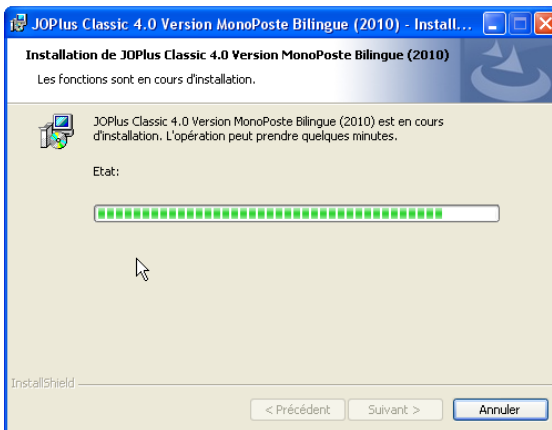 JOPlus Classic 4.0 Version MonoPoste Bilingue (2010) - Install...
Installation de JOPlus Classic 4.0 Version MonoPoste Bilingue (2010)
Les fonctions sont en cours d'installation.
JOPlus Classic 4.0 Version MonoPoste Bilingue (2010) est en cours
d'installation. L'opération peut prendre quelques minutes.
Etat:
InstallShield
< Précédent
Suivant >
Annuler